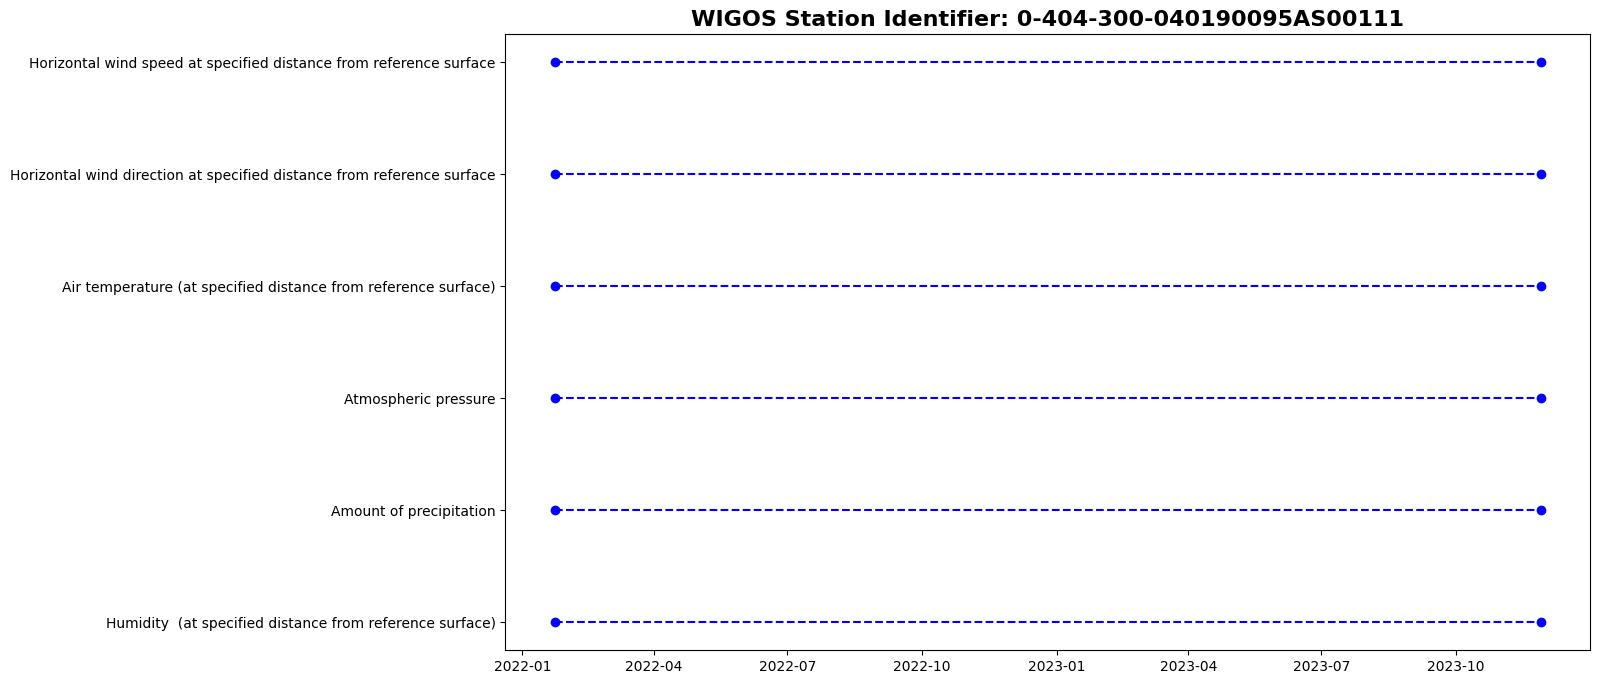 WIGOS Station Identifier: 0-404-300-040190095AS00111
Horizontal wind speed at specified distance from reference surface
Horizontal wind direction at specified distance from reference surface
Air temperature (at specified distance from reference surface)
Atmospheric pressure
Amount of precipitation
Humidity  (at specified distance from reference surface)
2022-01 2022-04 2022-07 2022-10 2023-01 2023-04 2023-07 2023-10